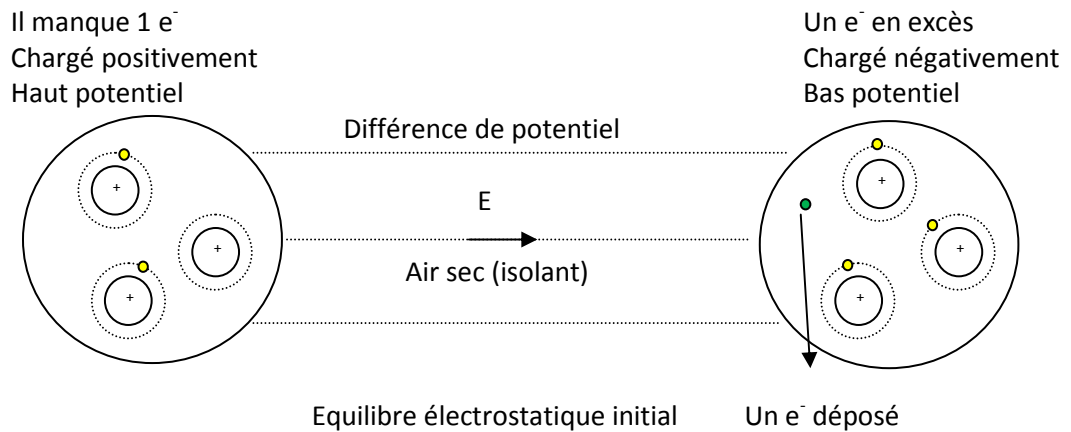 Il manque 1 e⁻
Chargé positivement
Haut potentiel
Un e⁻ en excès
Chargé négativement
Bas potentiel
Différence de potentiel
+
+
+
E
Air sec (isolant)
+
+
+
Equilibre électrostatique initial
Un e⁻ déposé